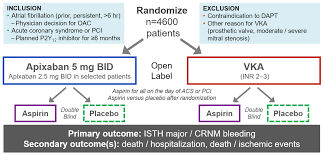 INCLUSION
• Atrial fibrillation (prior, persistent, >6 hr)
– Physician decision for OAC
• Acute coronary syndrome or PCI
– Planned P2Y12 inhibitor for ≥6 months
Randomize
n=4600
patients
EXCLUSION
• Contraindication to DAPT
• Other reason for VKA
(prosthetic valve, moderate / severe
mitral stenosis)
Apixaban 5 mg BID
Apixaban 2.5 mg BID in selected patients
Open
Label
VKA
(INR 2–3)
Aspirin for all on the day of ACS or PCI
Aspirin versus placebo after randomization
Aspirin
Double
Blind
Placebo
Aspirin
Double
Blind
Placebo
Primary outcome: ISTH major / CRNM bleeding
Secondary outcome(s): death / hospitalization, death / ischemic events